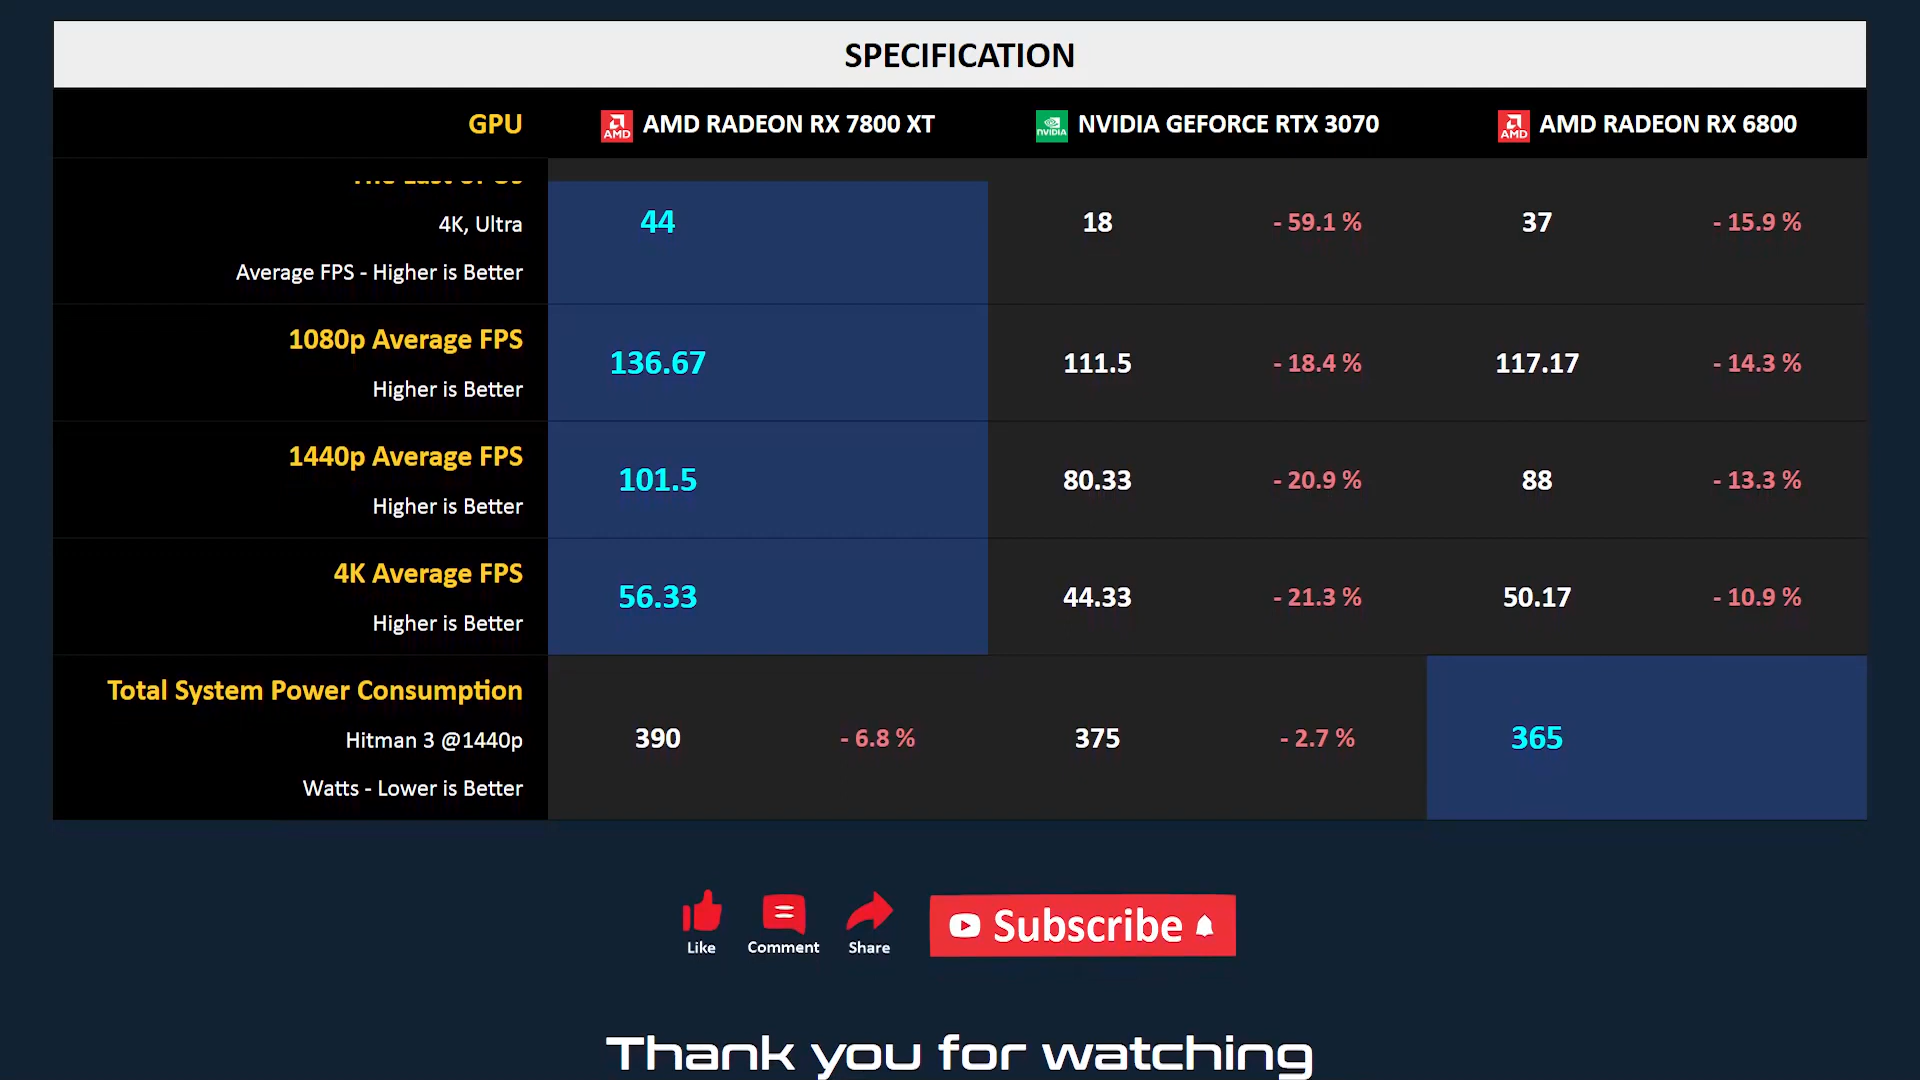 SPECIFICATION
GPU AMD AMD RADEON RX 7800 XT NVIDIA NVIDIA GEFORCE RTX 3070 AMD AMD RADEON RX 6800
4K, Ultra 44 18 - 59.1 % 37 - 15.9 %
Average FPS - Higher is Better
1080p Average FPS
136.67 111.5 - 18.4 % 117.17 - 14.3 %
Higher is Better
1440p Average FPS
101.5 80.33 - 20.9 % 88 - 13.3 %
Higher is Better
4K Average FPS
56.33 44.33 - 21.3 % 50.17 - 10.9 %
Higher is Better
Total System Power Consumption
Hitman 3 @1440p 390 - 6.8 % 375 - 2.7 % 365
Watts - Lower is Better
Subscribe
Like Comment Share
Thank you for watching